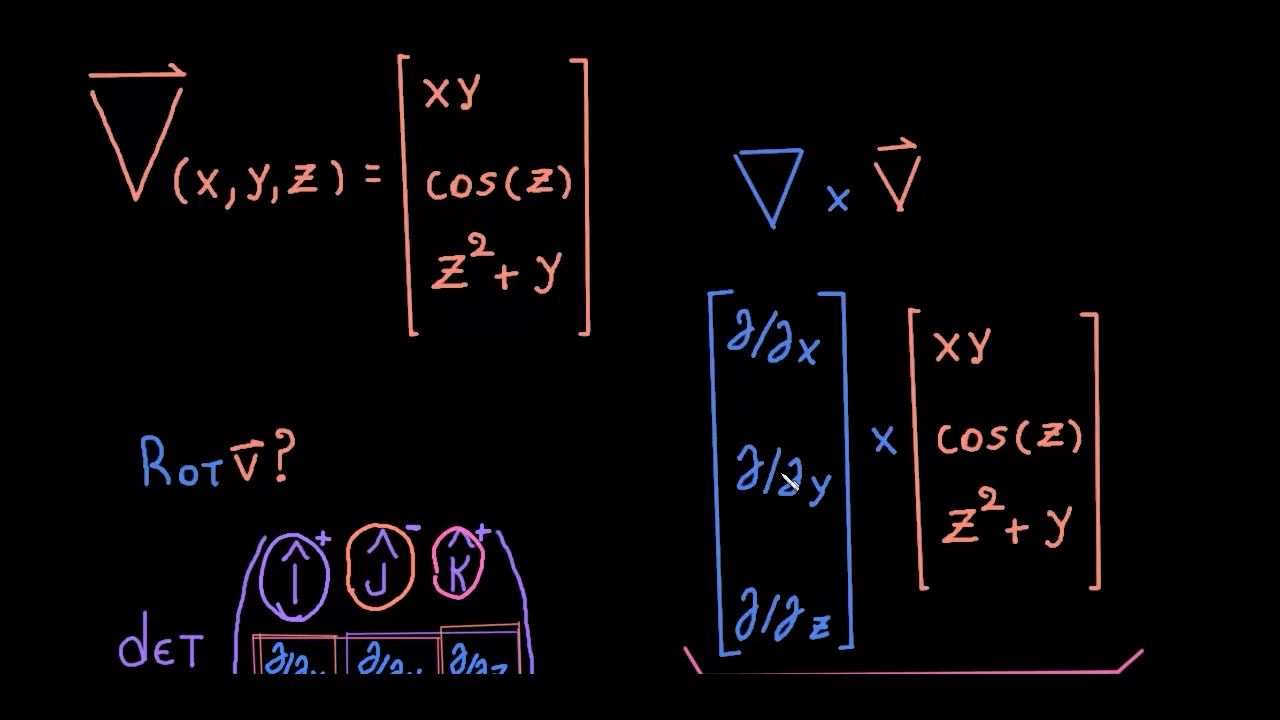 V⃗(x,y,z) = [xy
cos(z)
z²+y]
∇ x V⃗
[∂/∂x
∂/∂y
∂/∂z] x [xy
cos(z)
z²+y]
Rot v⃗?
det
î⁺ ĵ⁻ k̂⁺
∂/∂x ∂/∂y ∂/∂z